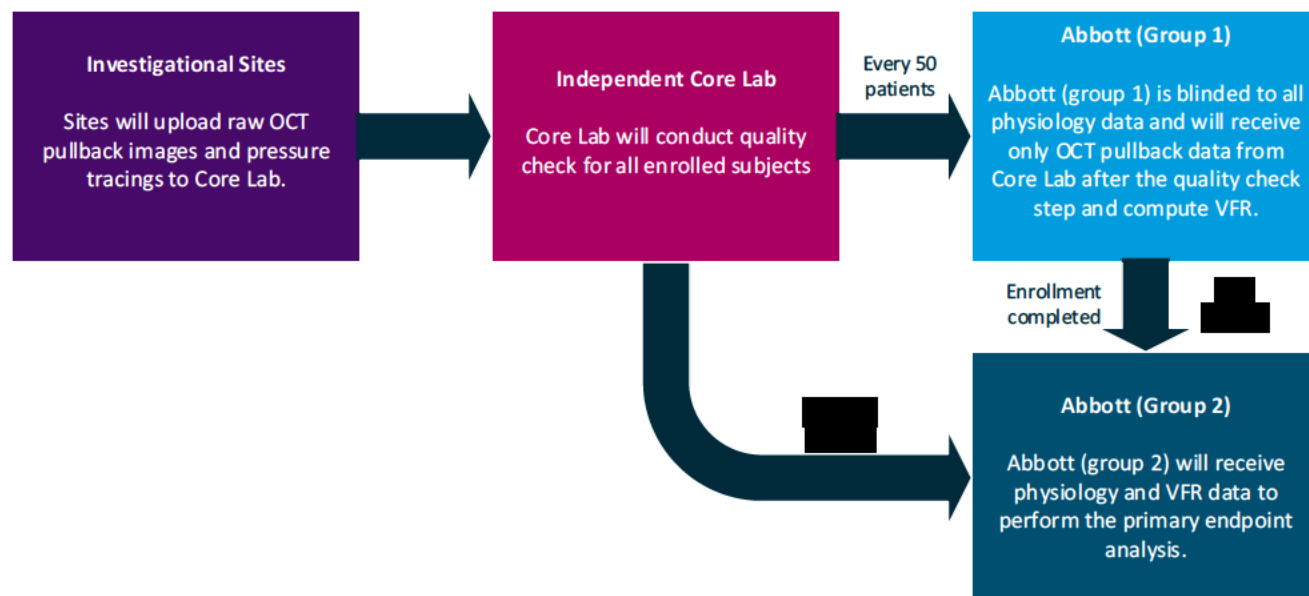 Investigational Sites
Sites will upload raw OCT
pullback images and pressure
tracings to Core Lab.
Independent Core Lab
Core Lab will conduct quality
check for all enrolled subjects
Every 50
patients
Abbott (Group 1)
Abbott (group 1) is blinded to all
physiology data and will receive
only OCT pullback data from
Core Lab after the quality check
step and compute VFR.
Enrollment
completed
Abbott (Group 2)
Abbott (group 2) will receive
physiology and VFR data to
perform the primary endpoint
analysis.